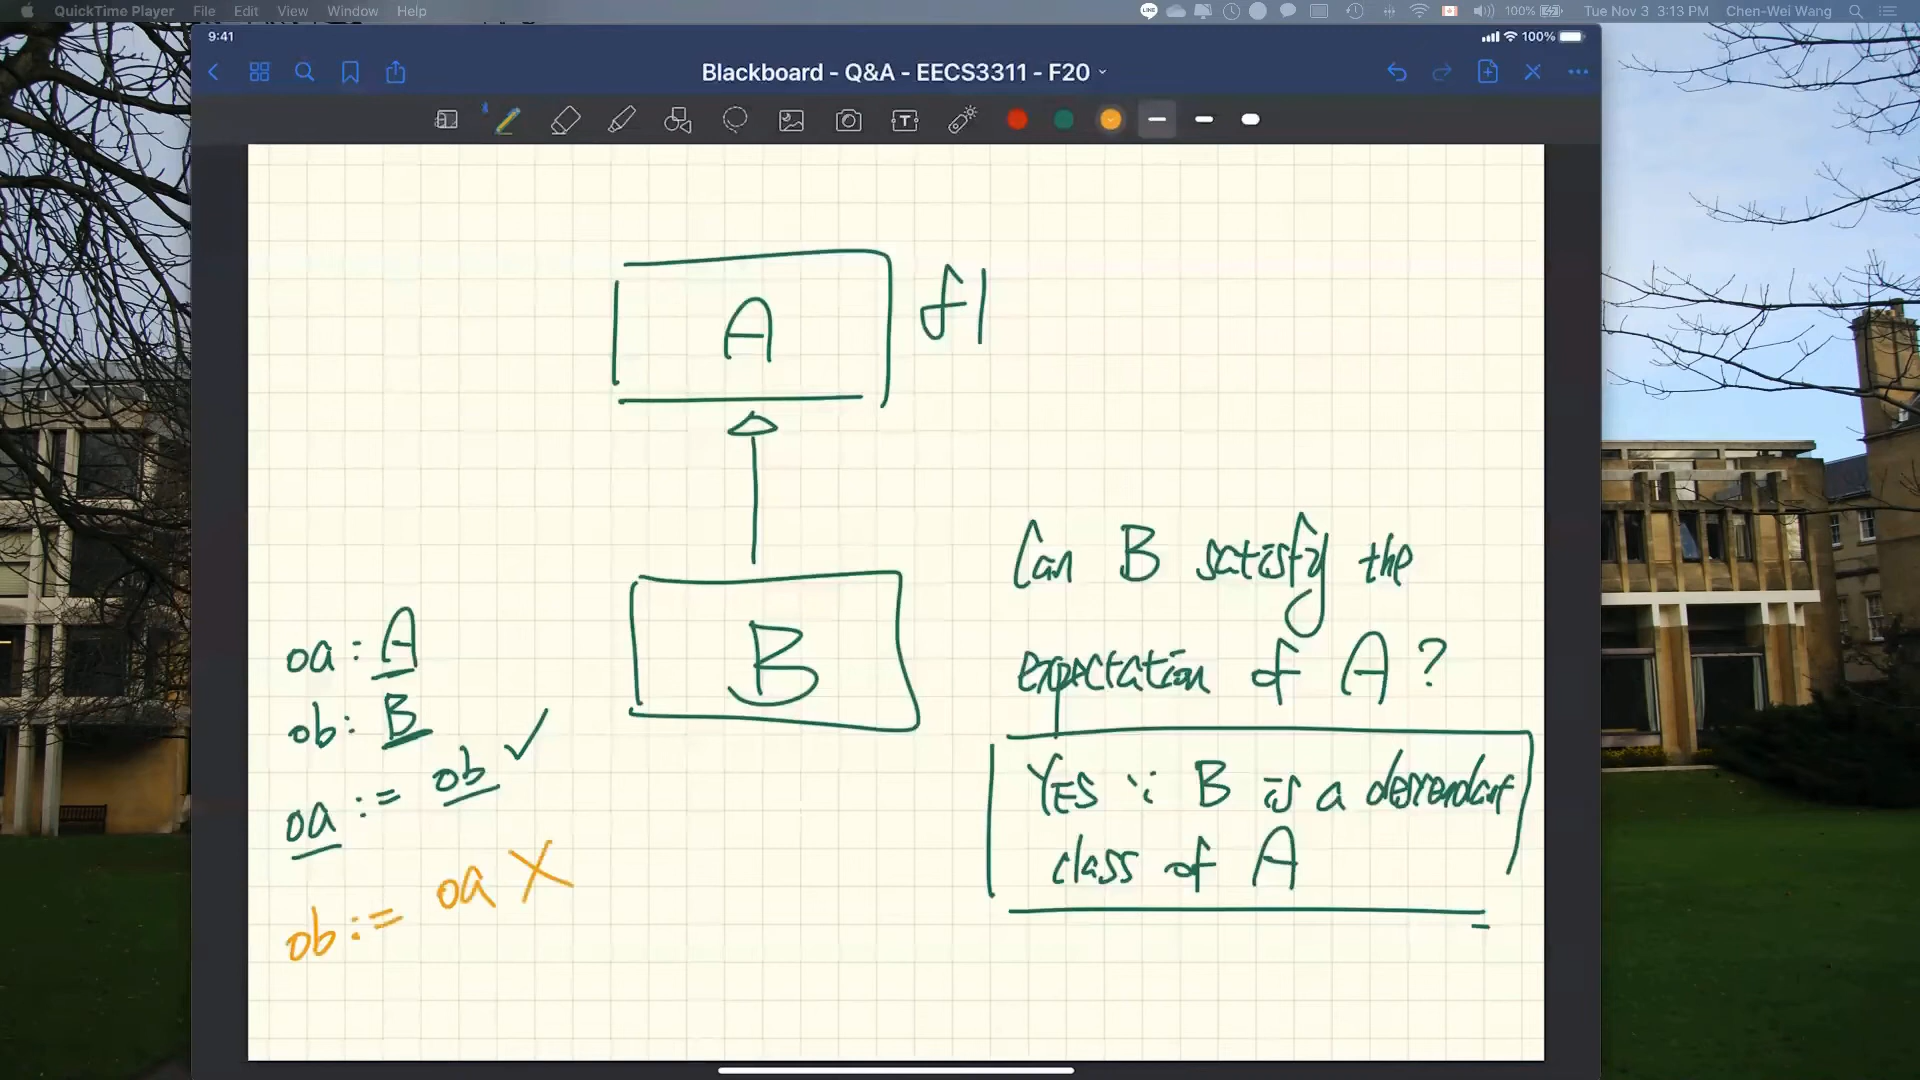 QuickTime Player File Edit View Window Help 100% Tue Nov 3 3:13 PM Chen-Wei Wang
9:41 100%
Blackboard - Q&A - EECS3311 - F20
A f1
B
oa : A
ob : B
oa := ob ✓
ob := oa X
Can B satisfy the
expectation of A ?
YES ∵ B is a descendant
class of A